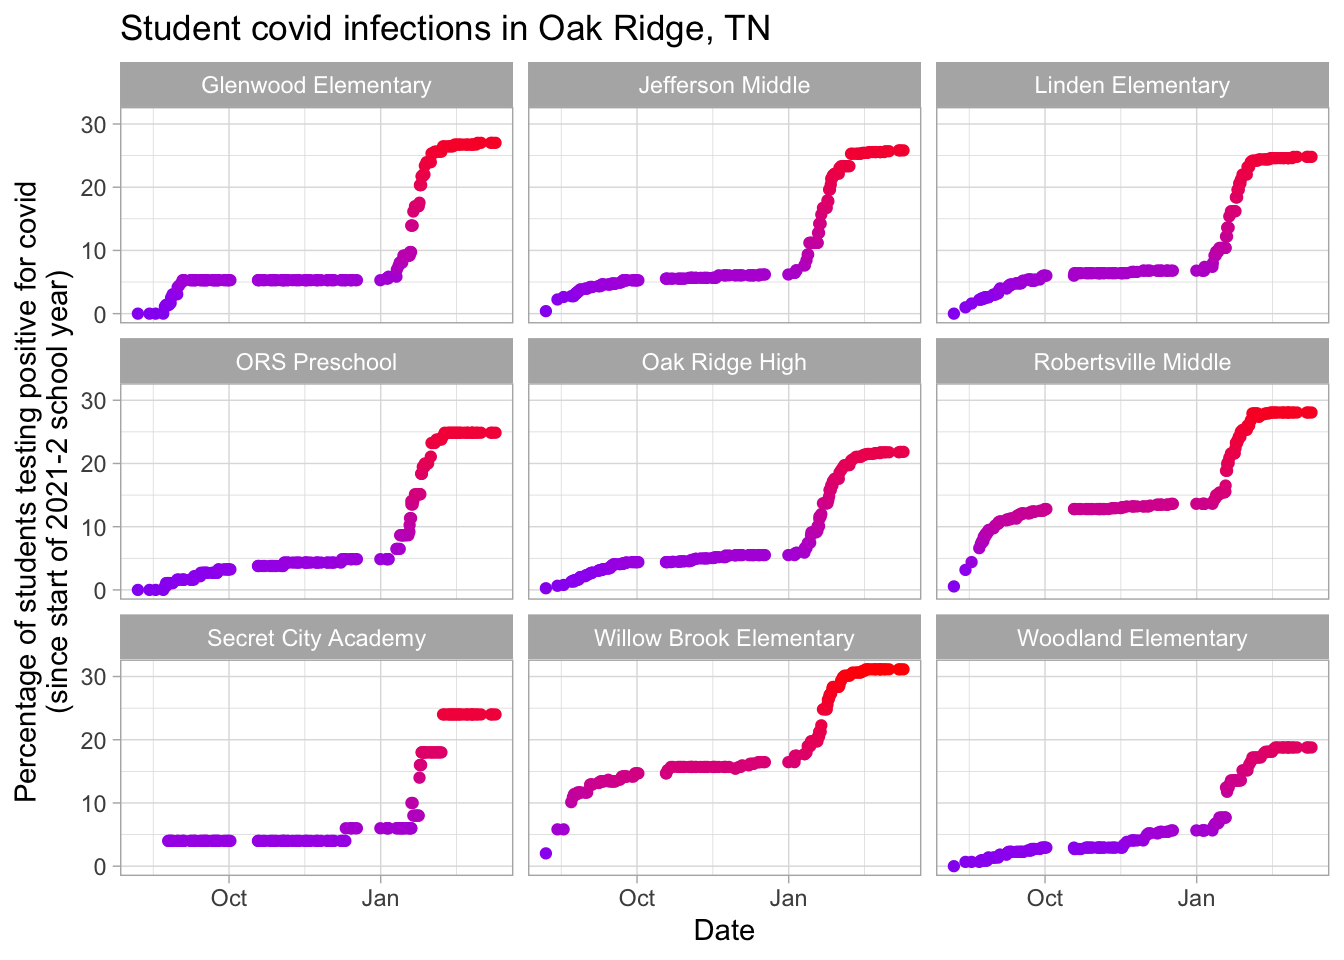 Student covid infections in Oak Ridge, TN
Percentage of students testing positive for covid
(since start of 2021-2 school year)
Glenwood Elementary
Jefferson Middle
Linden Elementary
30
20
10
0
ORS Preschool
Oak Ridge High
Robertsville Middle
30
20
10
0
Secret City Academy
Willow Brook Elementary
Woodland Elementary
30
20
10
0
Oct
Jan
Oct
Jan
Oct
Jan
Date